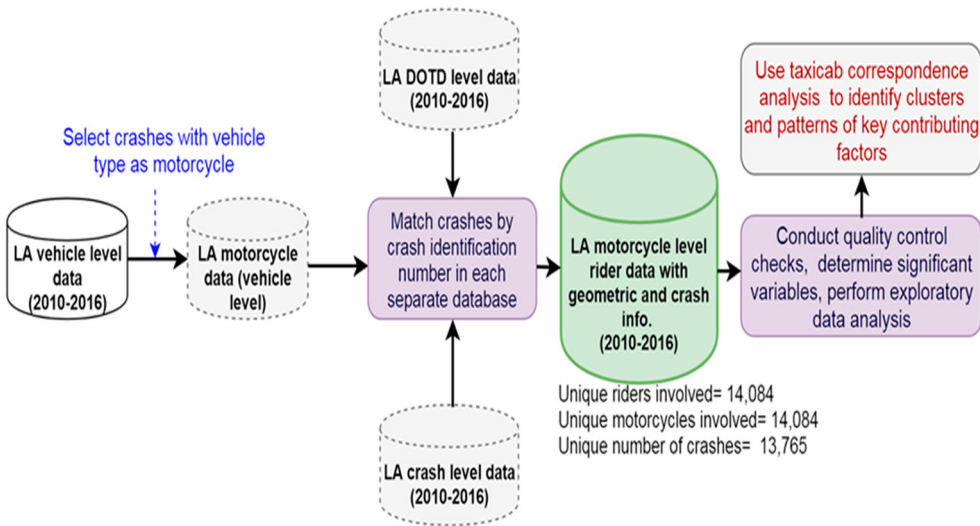 LA DOTD level data
(2010-2016)
Use taxicab correspondence
analysis to identify clusters
and patterns of key contributing
factors
Select crashes with vehicle
type as motorcycle
LA vehicle level data
data
(2010-2016)
LA motorcycle
data (vehicle
level)
Match crashes by
crash identification
number in each
separate database
LA motorcycle level
rider data with
geometric and crash
info.
(2010-2016)
Conduct quality control
checks, determine significant
variables, perform exploratory
data analysis
Unique riders involved= 14,084
Unique motorcycles involved= 14,084
Unique number of crashes= 13,765
LA crash level data
(2010-2016)